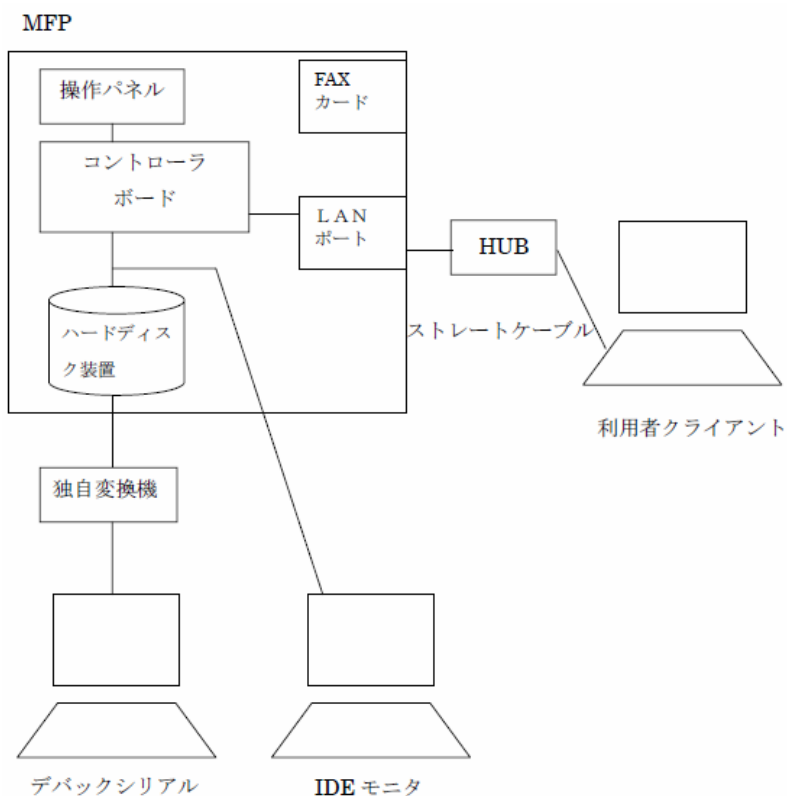 MFP
操作パネル
FAX
カード
コントローラ
ボード
ＬＡＮ
ポート
HUB
ハードディス
ク装置
ストレートケーブル
利用者クライアント
独自変換機
デバックシリアル
IDE モニタ